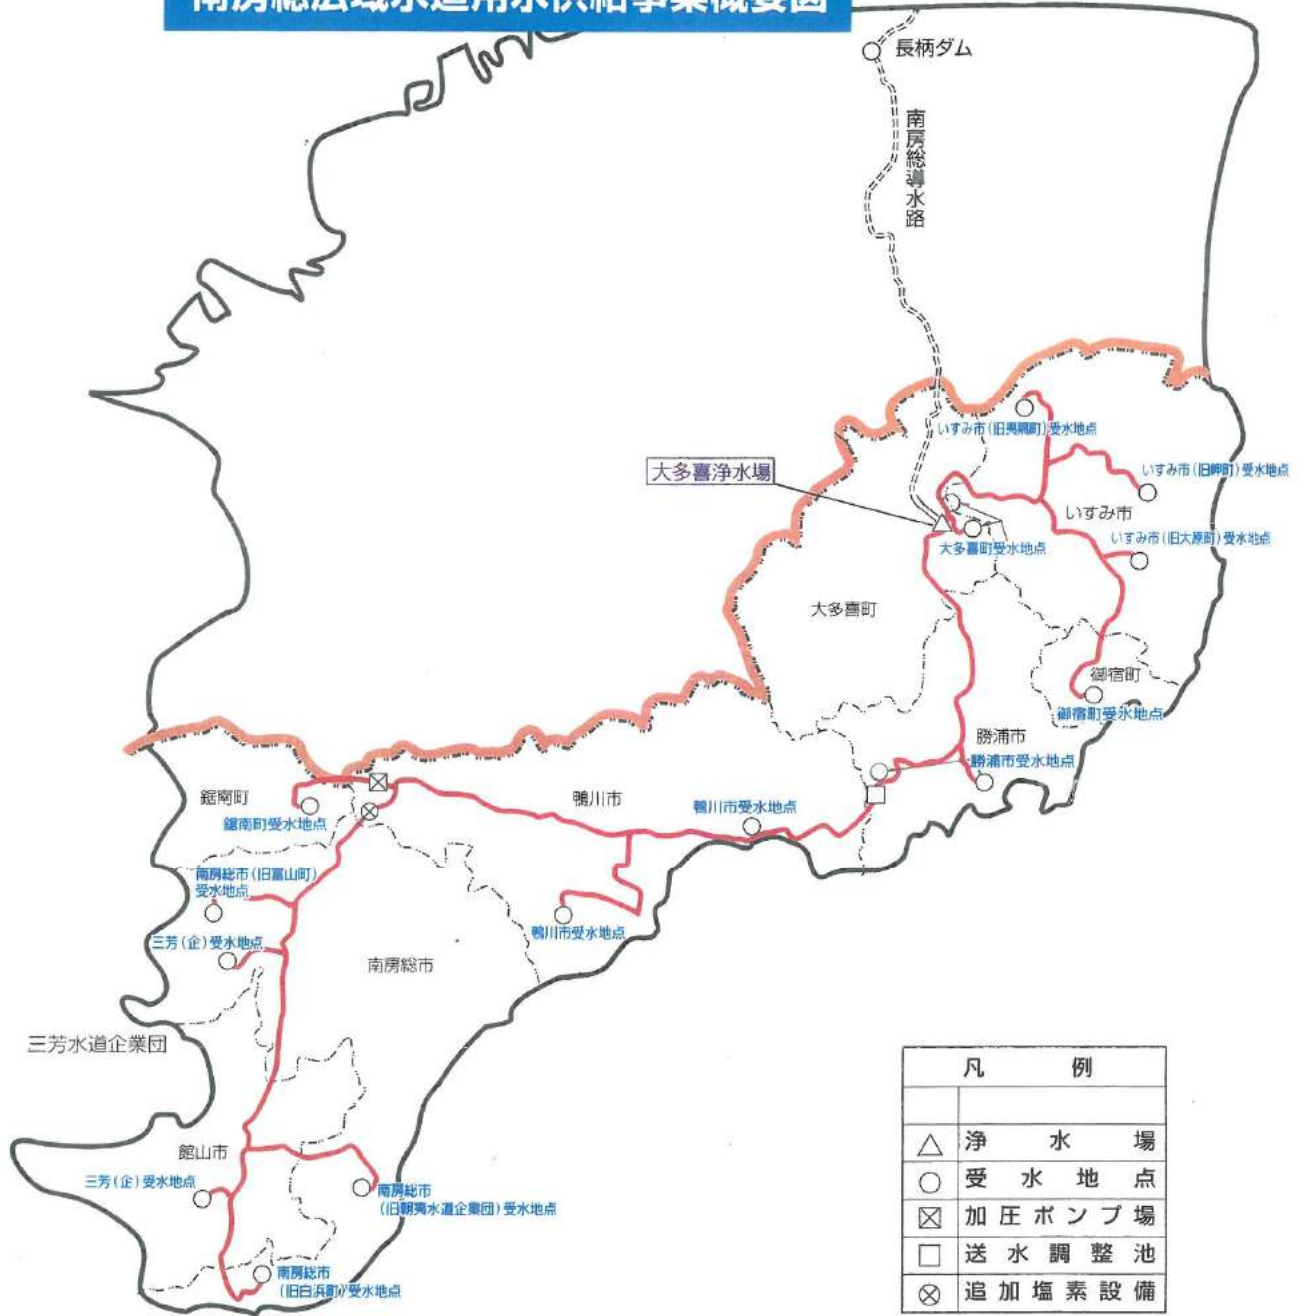 南房総広域水道用水供給事業概要図
長柄ダム
南房総導水路
いすみ市(旧夷隅町)受水地点
大多喜浄水場
いすみ市(旧岬町)受水地点
いすみ市
いすみ市(旧大原町)受水地点
大多喜町受水地点
大多喜町
御宿町
御宿町受水地点
勝浦市
勝浦市受水地点
鋸南町
鋸南町受水地点
鴨川市
鴨川市受水地点
南房総市(旧富山町)
受水地点
三芳(企)受水地点
鴨川市受水地点
南房総市
三芳水道企業団
館山市
三芳(企)受水地点
南房総市
(旧朝夷水道企業団)受水地点
南房総市
(旧白浜町)受水地点
凡例
浄水場
受水地点
加圧ポンプ場
送水調整池
追加塩素設備